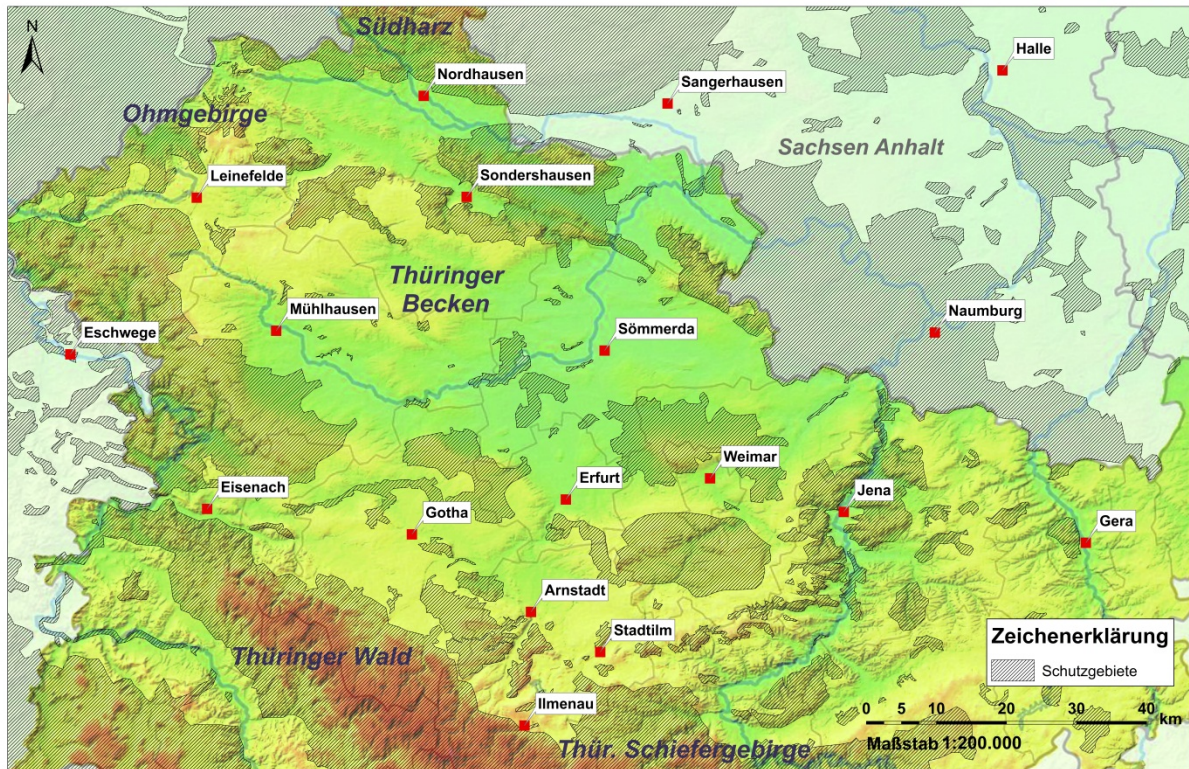 N
Südharz
Halle
Nordhausen
Sangerhausen
Ohmgebirge
Sachsen Anhalt
Leinefelde
Sondershausen
Thüringer
Becken
Mühlhausen
Naumburg
Eschwege
Sömmerda
Weimar
Erfurt
Eisenach
Jena
Gotha
Gera
Arnstadt
Stadtilm
Zeichenerklärung
Schutzgebiete
Thüringer Wald
Ilmenau
0 5 10 20 30 40
km
Maßstab 1:200.000
Thür. Schiefergebirge